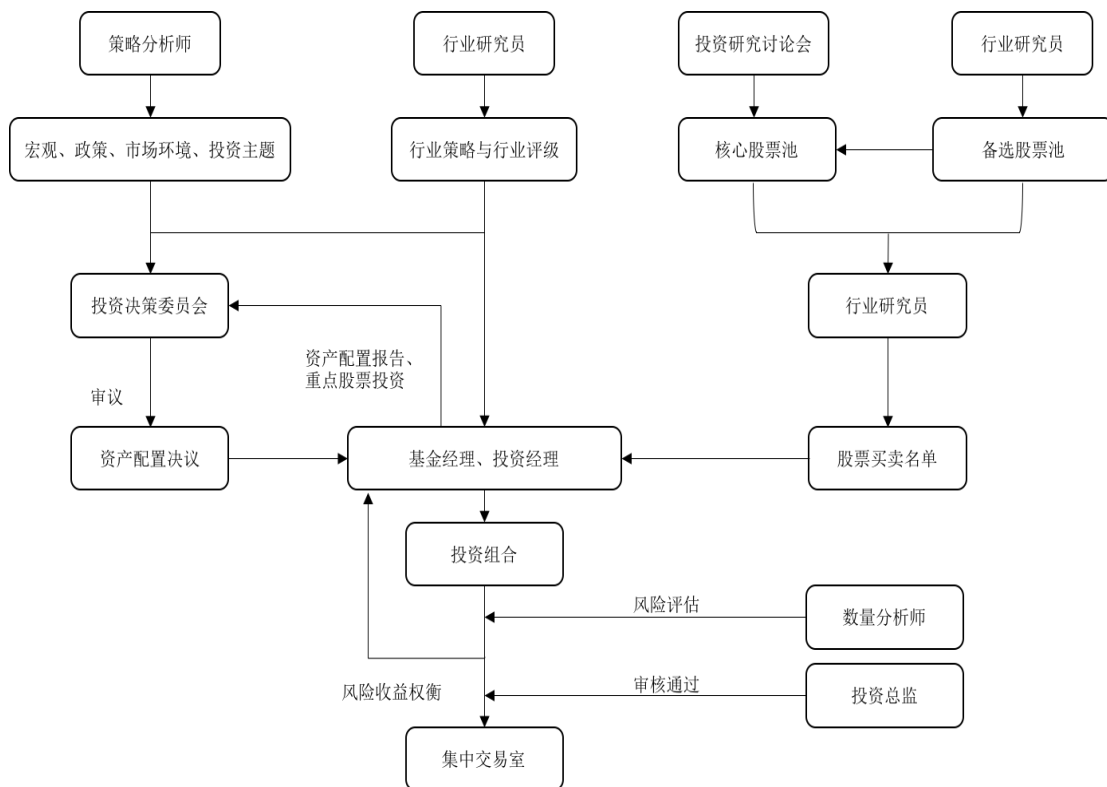 策略分析师
行业研究员
投资研究讨论会
行业研究员
宏观、政策、市场环境、投资主题
行业策略与行业评级
核心股票池
备选股票池
投资决策委员会
行业研究员
资产配置报告、
重点股票投资
审议
资产配置决议
基金经理、投资经理
股票买卖名单
投资组合
风险评估
数量分析师
风险收益权衡
审核通过
投资总监
集中交易室